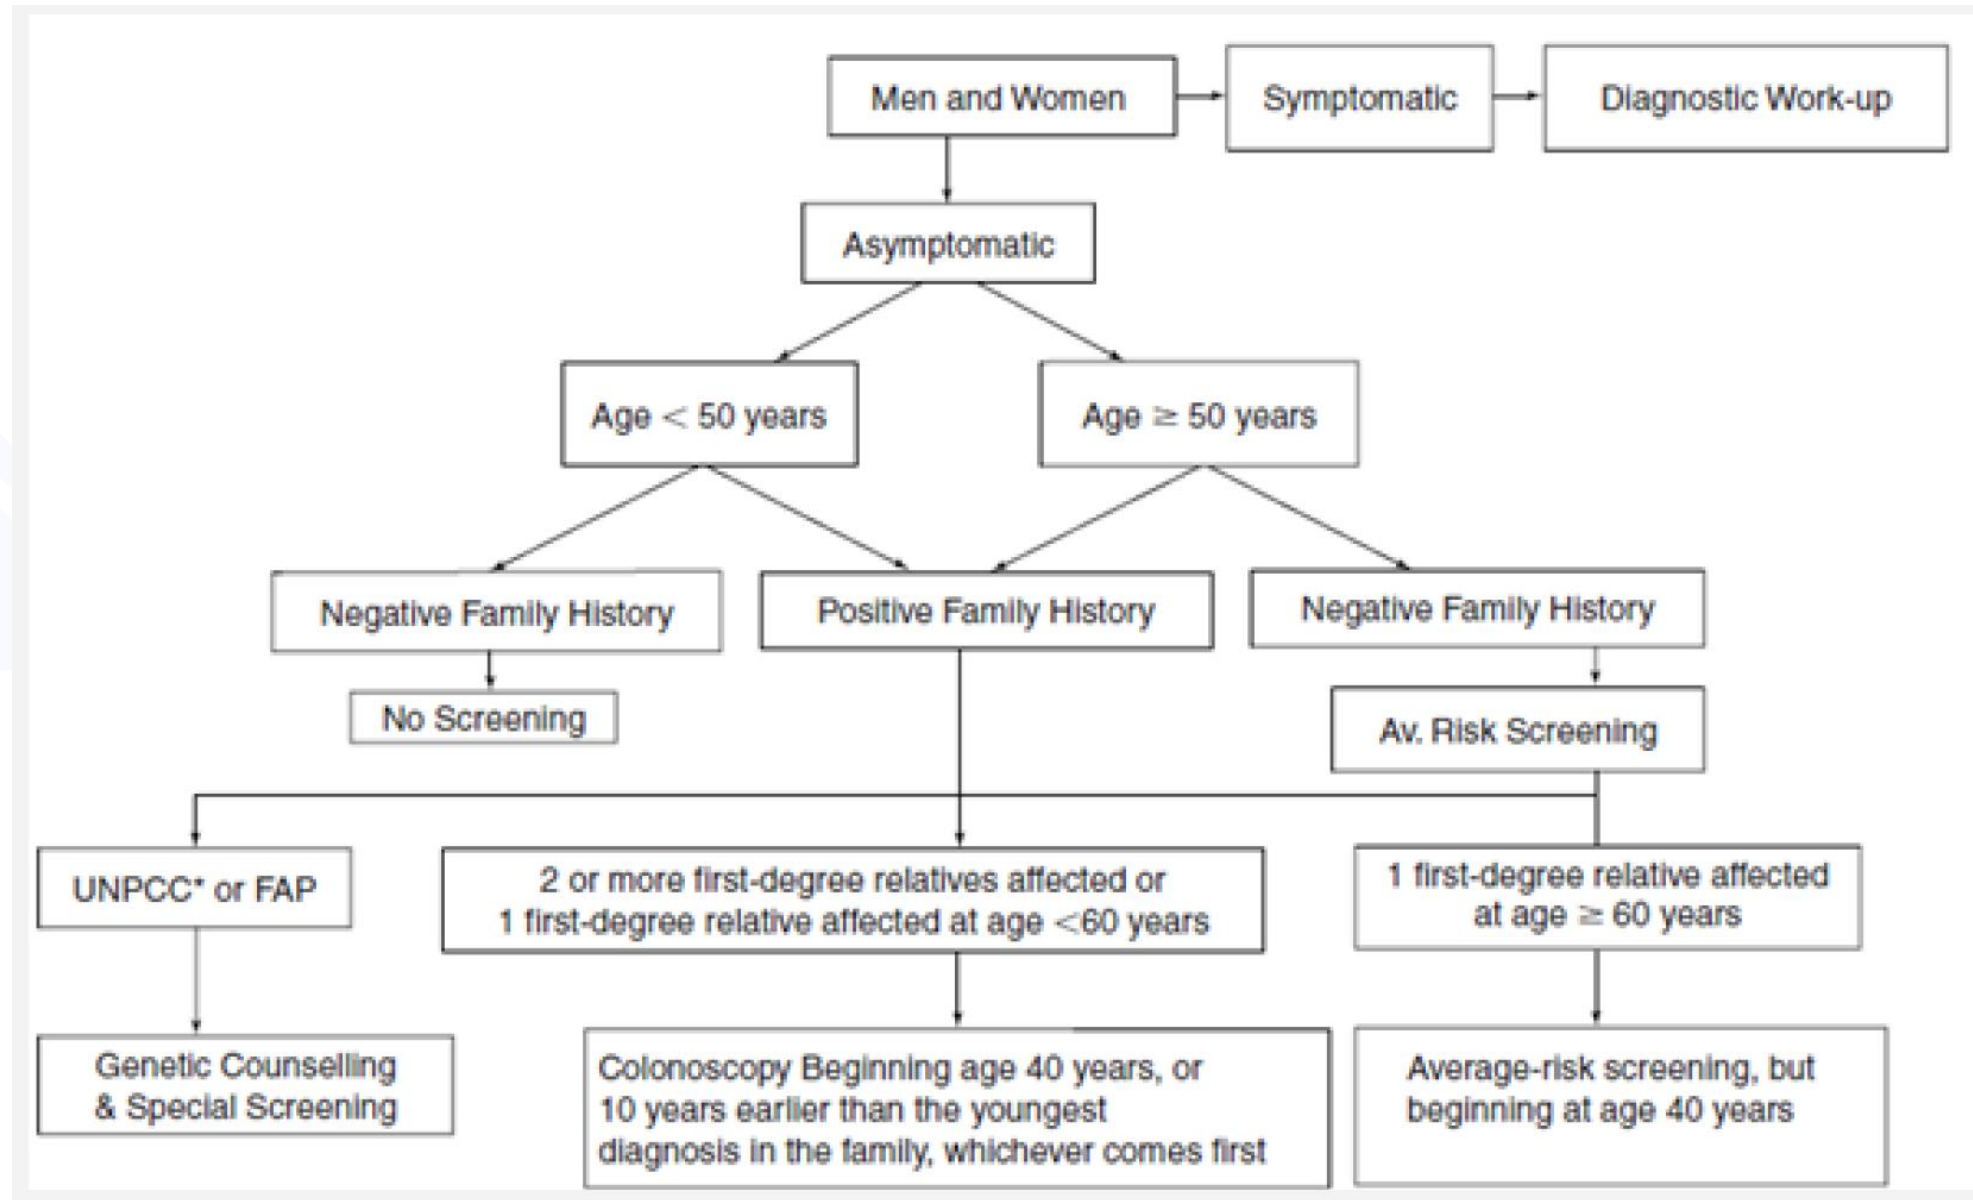 Men and Women
Symptomatic
Diagnostic Work-up
Asymptomatic
Age < 50 years
Age ≥ 50 years
Negative Family History
Positive Family History
Negative Family History
No Screening
Av. Risk Screening
UNPCC* or FAP
2 or more first-degree relatives affected or
1 first-degree relative affected at age <60 years
1 first-degree relative affected
at age ≥ 60 years
Genetic Counselling
& Special Screening
Colonoscopy Beginning age 40 years, or
10 years earlier than the youngest
diagnosis in the family, whichever comes first
Average-risk screening, but
beginning at age 40 years